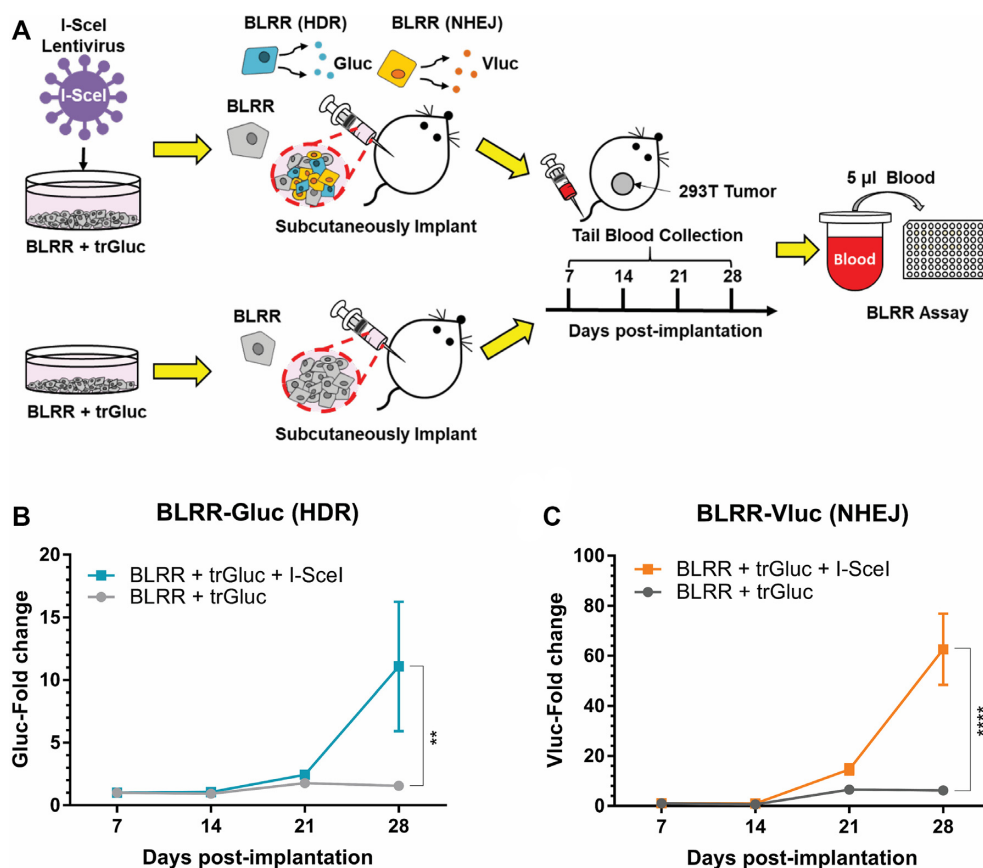 A
I-SceI
Lentivirus
I-SceI
BLRR + trGluc
BLRR (HDR)
Gluc
BLRR (NHEJ)
Vluc
BLRR
Subcutaneously Implant
293T Tumor
Tail Blood Collection
7 14 21 28
Days post-implantation
5 µl Blood
Blood
BLRR Assay
BLRR + trGluc
BLRR
Subcutaneously Implant
B
BLRR-Gluc (HDR)
BLRR + trGluc + I-SceI
BLRR + trGluc
Gluc-Fold change
20
15
10
5
0
7 14 21 28
Days post-implantation
**
C
BLRR-Vluc (NHEJ)
BLRR + trGluc + I-SceI
BLRR + trGluc
Vluc-Fold change
100
80
60
40
20
0
7 14 21 28
Days post-implantation
****